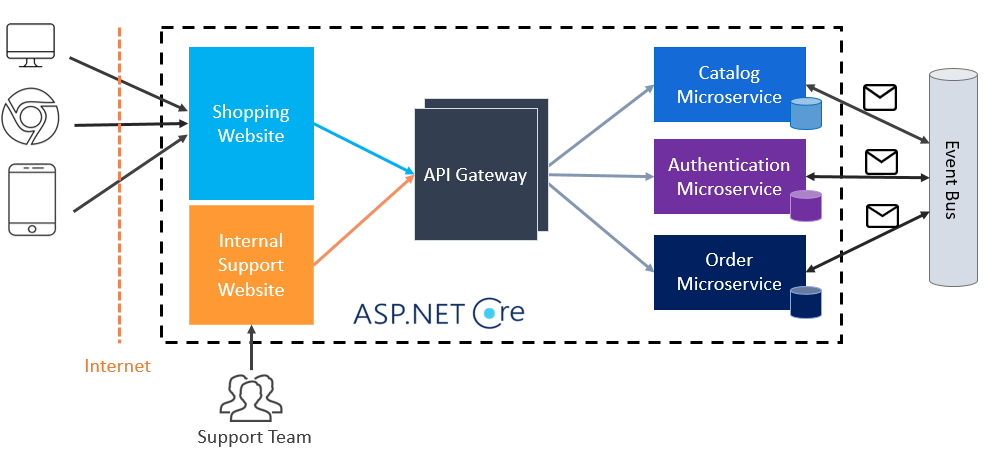 Shopping
Website
Internal
Support
Website
API Gateway
Catalog
Microservice
Authentication
Microservice
Order
Microservice
Event Bus
ASP.NET Core
Internet
Support Team